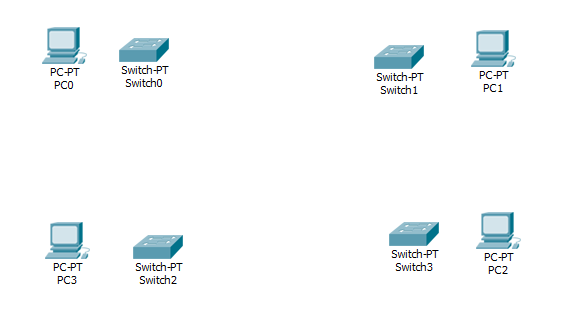 PC-PT
PC0
Switch-PT
Switch0
Switch-PT
Switch1
PC-PT
PC1
PC-PT
PC3
Switch-PT
Switch2
Switch-PT
Switch3
PC-PT
PC2